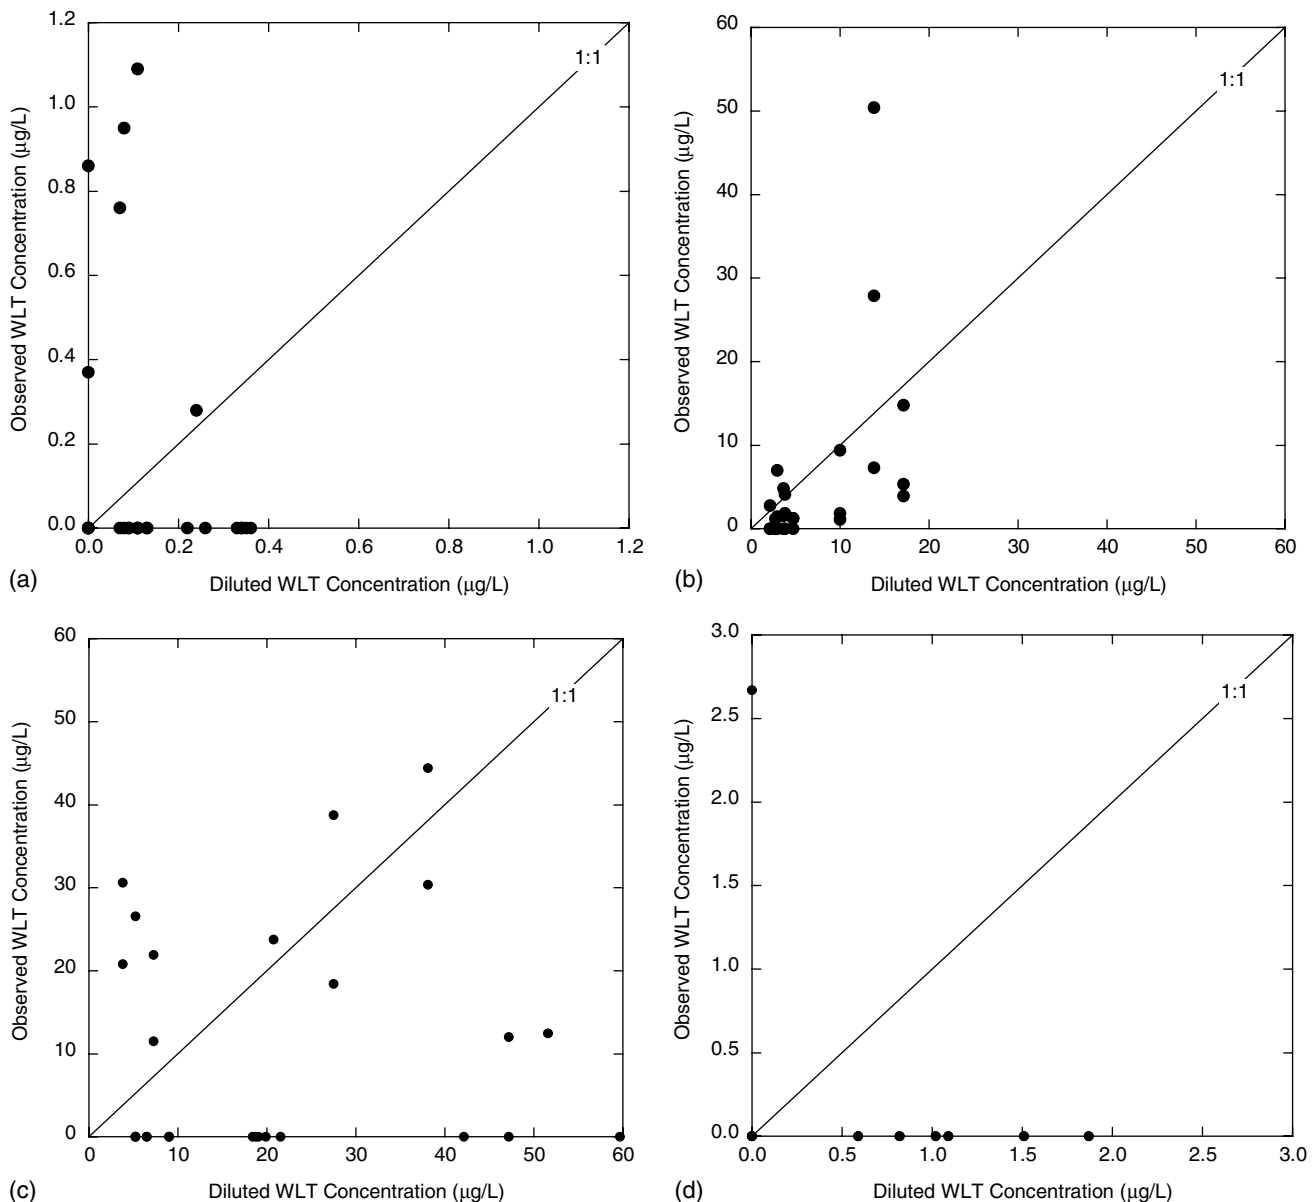 1.2
1.0
0.8
0.6
0.4
0.2
0.0
Observed WLT Concentration (µg/L)
1:1
0.0 0.2 0.4 0.6 0.8 1.0 1.2
(a) Diluted WLT Concentration (µg/L)
60
50
40
30
20
10
0
Observed WLT Concentration (µg/L)
1:1
0 10 20 30 40 50 60
(b) Diluted WLT Concentration (µg/L)
60
50
40
30
20
10
0
Observed WLT Concentration (µg/L)
1:1
0 10 20 30 40 50 60
(c) Diluted WLT Concentration (µg/L)
3.0
2.5
2.0
1.5
1.0
0.5
0.0
Observed WLT Concentration (µg/L)
1:1
0.0 0.5 1.0 1.5 2.0 2.5 3.0
(d) Diluted WLT Concentration (µg/L)